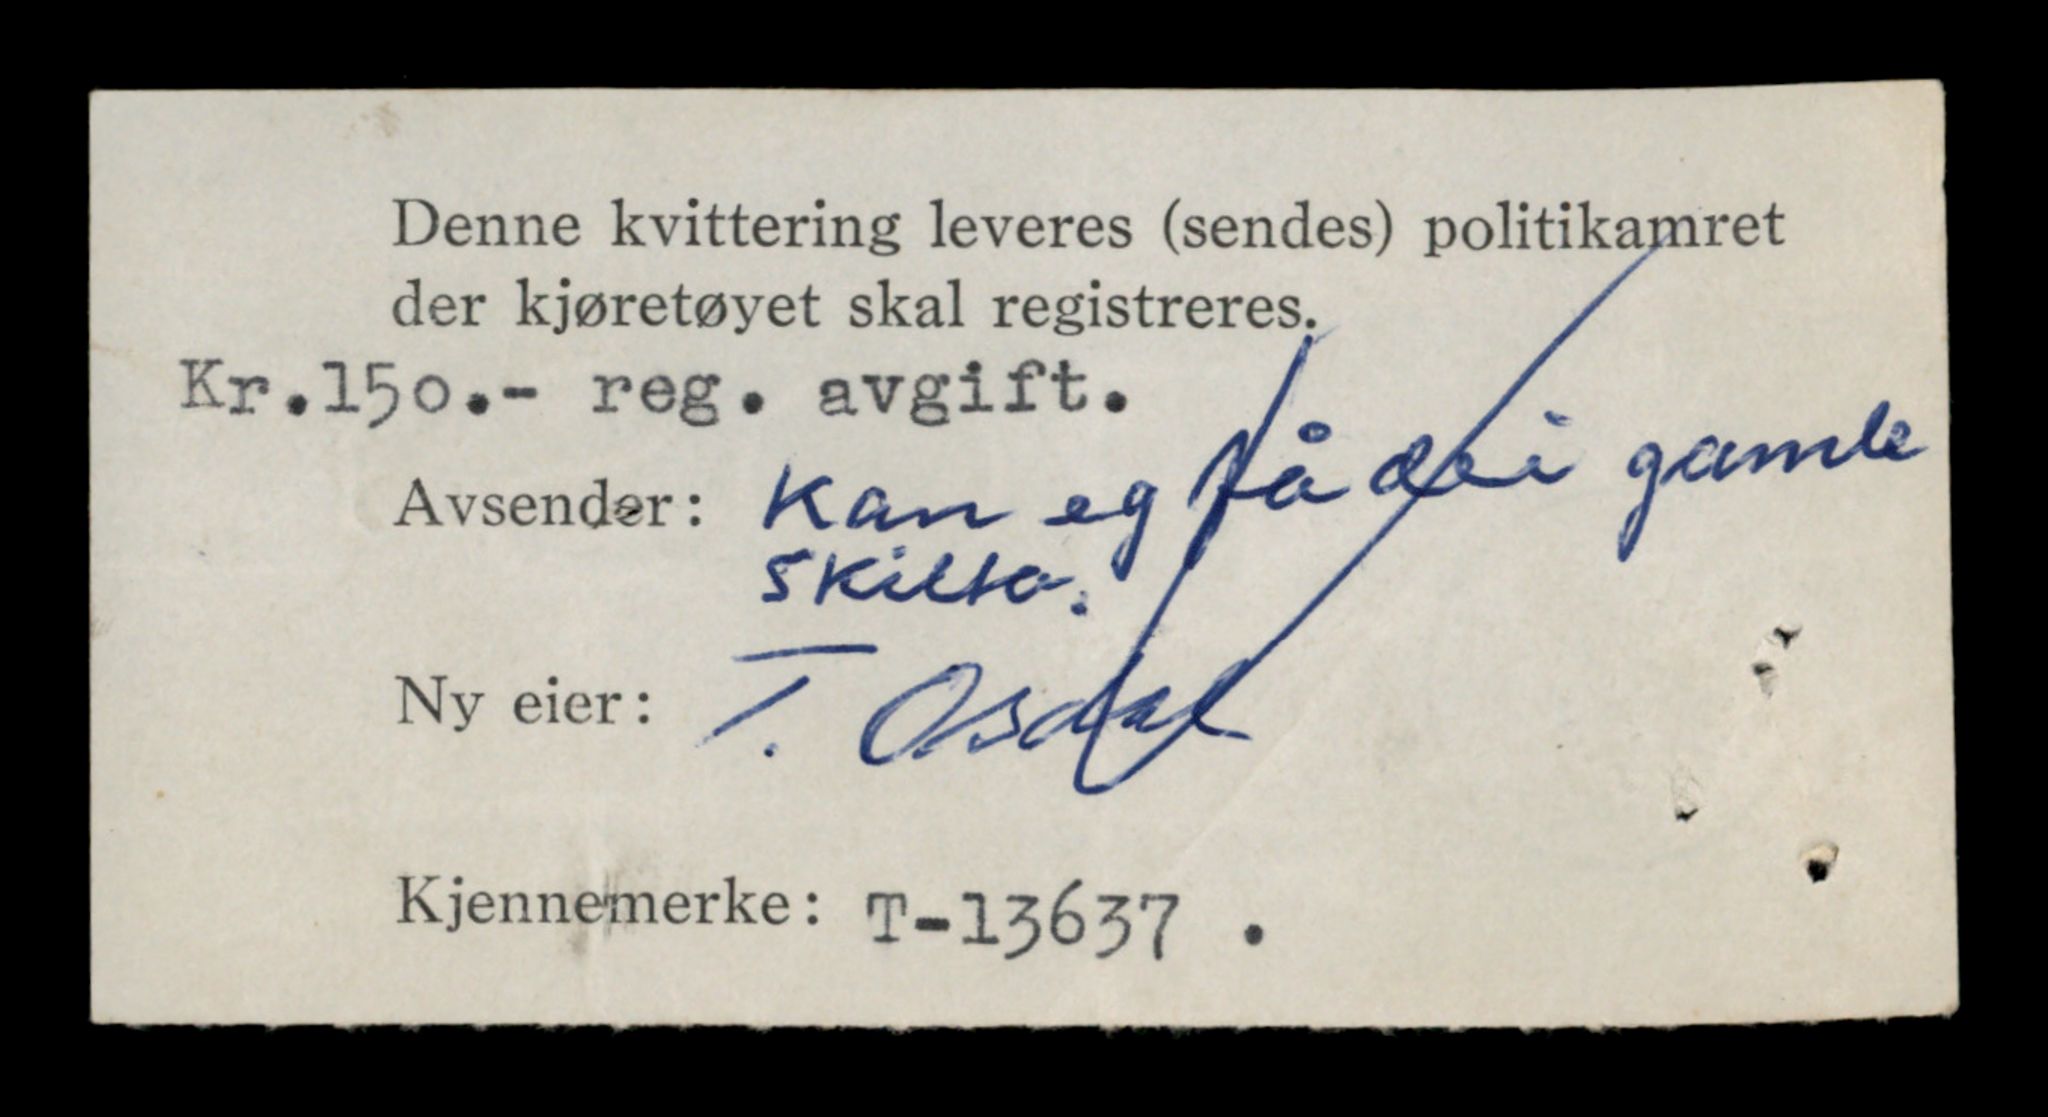 Denne kvittering leveres (sendes) politikamret
der kjøretøyet skal registreres.
Kr.150.- reg. avgift.
Avsender: Kan eg få dei gamle
skilta.
Ny eier: T. Osdal
Kjennemerke: T-13637 .